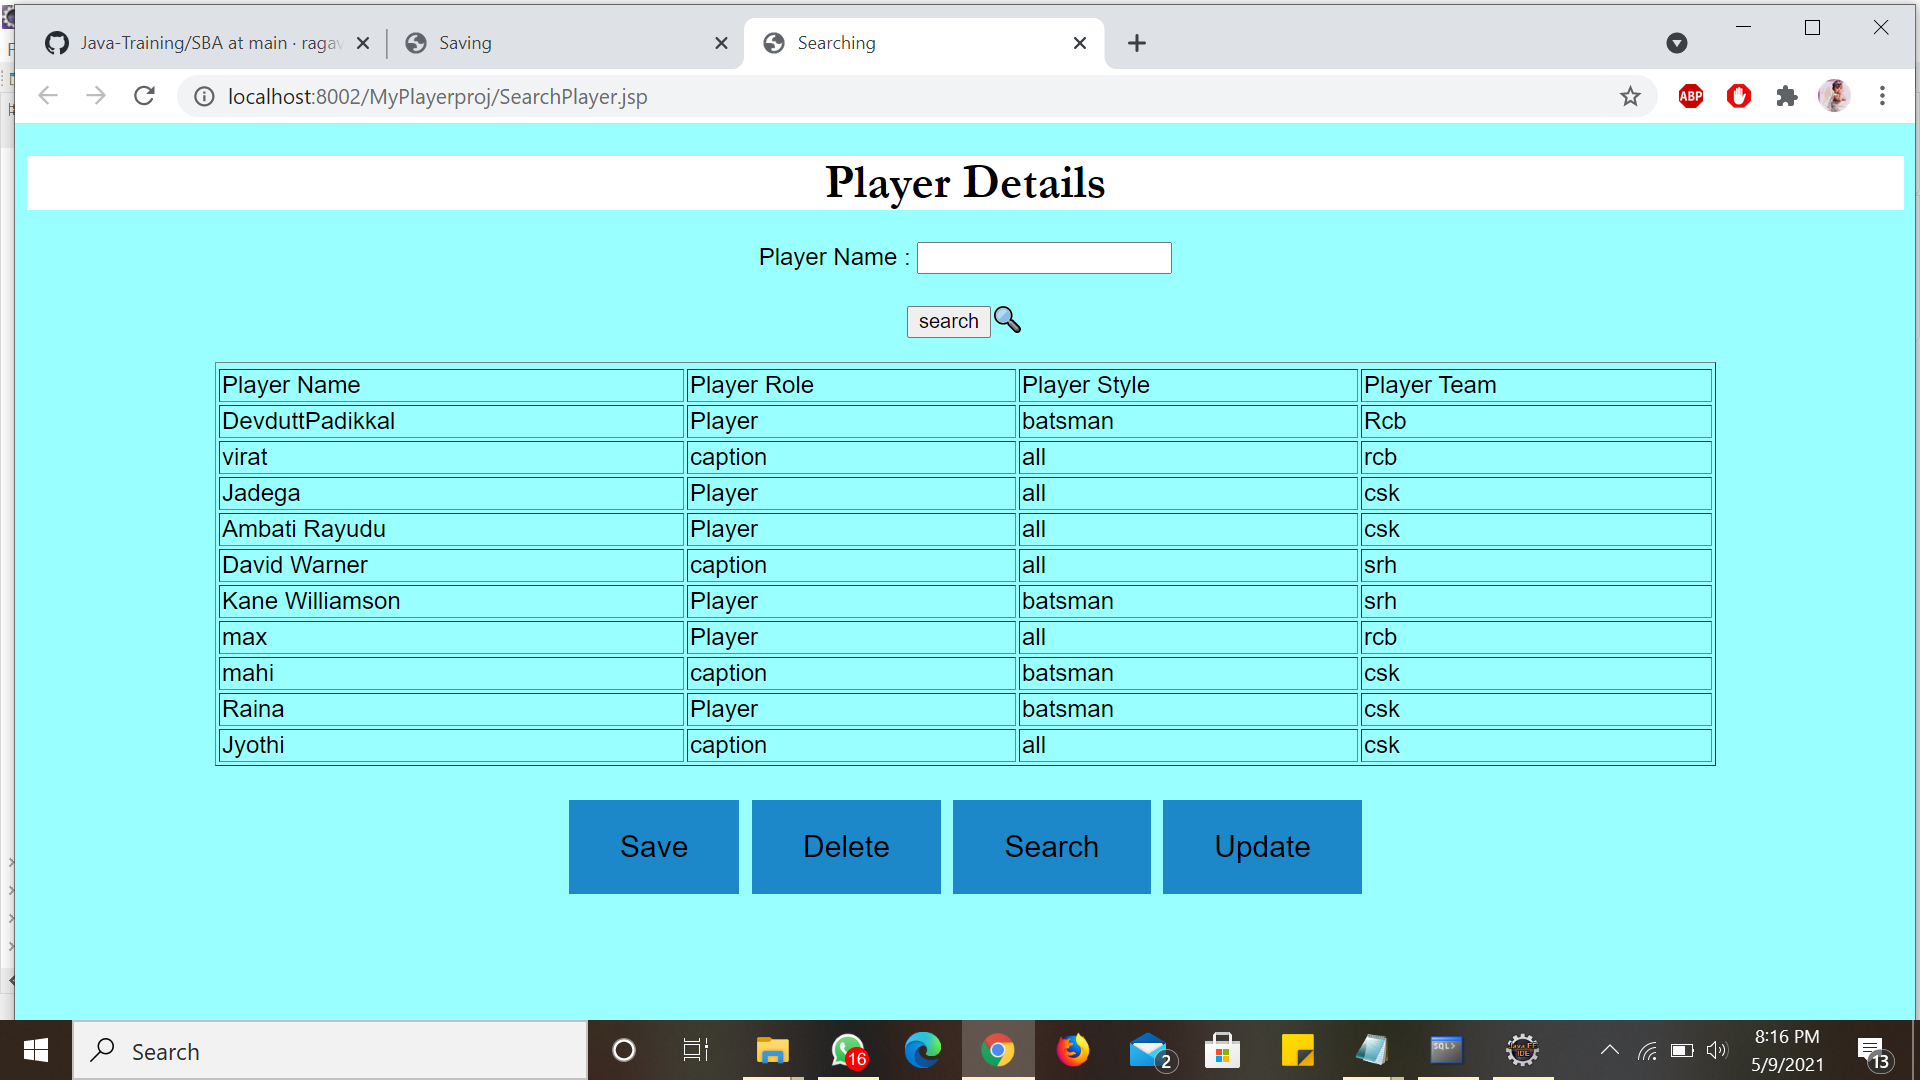 Java-Training/SBA at main · ragav
Saving
Searching
localhost:8002/MyPlayerproj/SearchPlayer.jsp
ABP
Player Details
Player Name :
search
Player Name Player Role Player Style Player Team
DevduttPadikkal Player batsman Rcb
virat caption all rcb
Jadega Player all csk
Ambati Rayudu Player all csk
David Warner caption all srh
Kane Williamson Player batsman srh
max Player all rcb
mahi caption batsman csk
Raina Player batsman csk
Jyothi caption all csk
Save Delete Search Update
Search
16
2
SQL>
Java EE
IDE
8:16 PM
5/9/2021
13